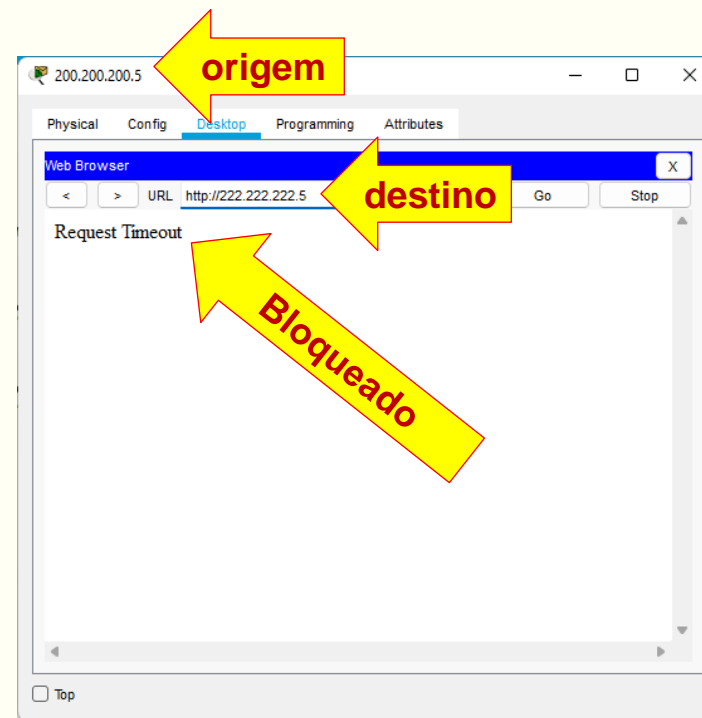 200.200.200.5
origem
Physical Config Desktop Programming Attributes
Web Browser
X
< > URL http://222.222.222.5
destino
Go Stop
Request Timeout
Bloqueado
Top